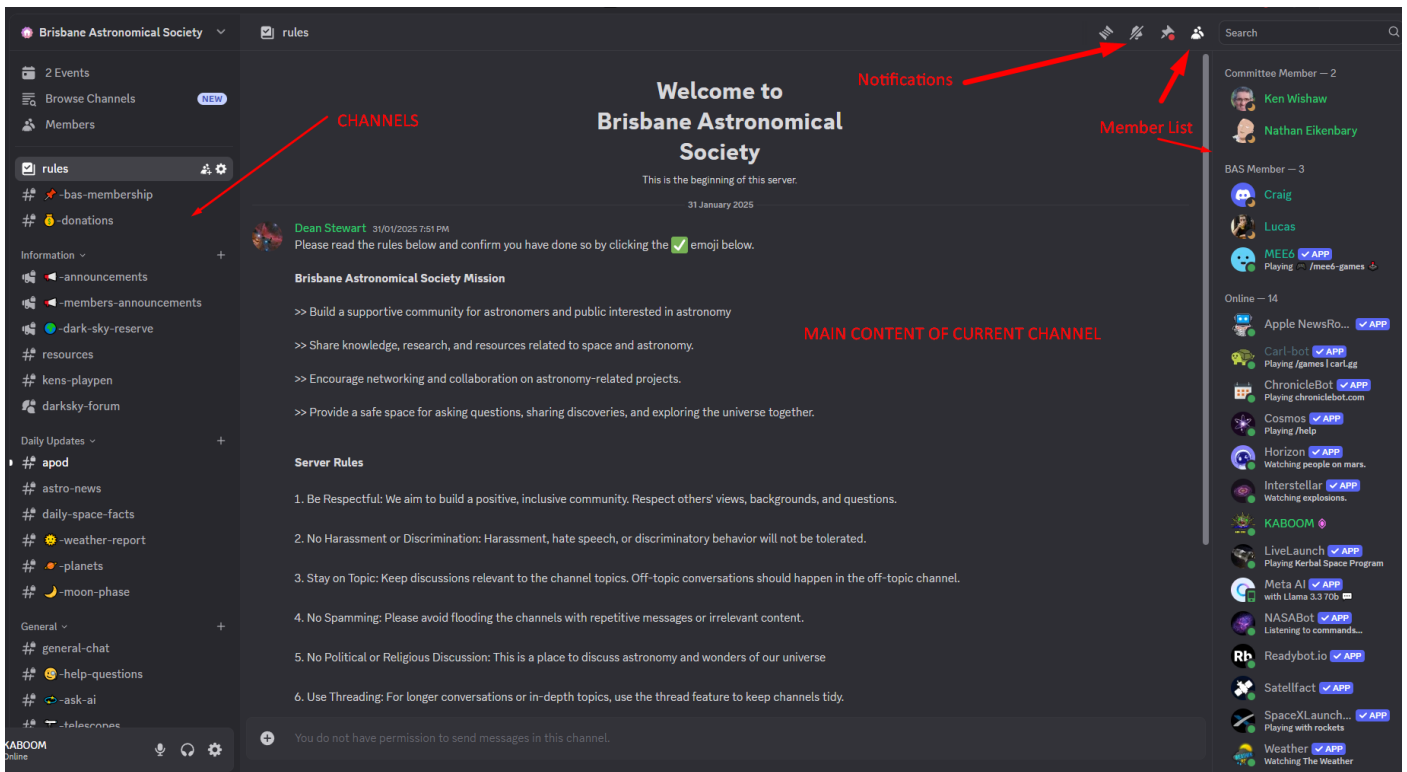 Brisbane Astronomical Society
2 Events
Browse Channels NEW
Members
rules
-bas-membership
-donations
Information
-announcements
-members-announcements
-dark-sky-reserve
resources
kens-playpen
darksky-forum
Daily Updates
apod
astro-news
daily-space-facts
-weather-report
-planets
-moon-phase
General
general-chat
-help-questions
-ask-ai
-telescopes
KABOOM
Online
rules
CHANNELS
Notifications
Member List
Welcome to
Brisbane Astronomical
Society
This is the beginning of this server.
31 January 2025
Dean Stewart 31/01/2025 7:51 PM
Please read the rules below and confirm you have done so by clicking the ✅ emoji below.
Brisbane Astronomical Society Mission
>> Build a supportive community for astronomers and public interested in astronomy
MAIN CONTENT OF CURRENT CHANNEL
>> Share knowledge, research, and resources related to space and astronomy.
>> Encourage networking and collaboration on astronomy-related projects.
>> Provide a safe space for asking questions, sharing discoveries, and exploring the universe together.
Server Rules
1. Be Respectful: We aim to build a positive, inclusive community. Respect others' views, backgrounds, and questions.
2. No Harassment or Discrimination: Harassment, hate speech, or discriminatory behavior will not be tolerated.
3. Stay on Topic: Keep discussions relevant to the channel topics. Off-topic conversations should happen in the off-topic channel.
4. No Spamming: Please avoid flooding the channels with repetitive messages or irrelevant content.
5. No Political or Religious Discussion: This is a place to discuss astronomy and wonders of our universe
6. Use Threading: For longer conversations or in-depth topics, use the thread feature to keep channels tidy.
You do not have permission to send messages in this channel.
Search
Committee Member — 2
Ken Wishaw
Nathan Eikenbary
BAS Member — 3
Craig
Lucas
MEE6 ✓ APP
Playing 🎮 /mee6-games 🕹
Online — 14
Apple NewsRo... ✓ APP
Carl-bot ✓ APP
Playing /games | carl.gg
ChronicleBot ✓ APP
Playing chroniclebot.com
Cosmos ✓ APP
Playing /help
Horizon ✓ APP
Watching people on mars.
Interstellar ✓ APP
Watching explosions.
KABOOM
LiveLaunch ✓ APP
Playing Kerbal Space Program
Meta AI ✓ APP
with Llama 3.3 70b
NASABot ✓ APP
Listening to commands...
Rb Readybot.io ✓ APP
Satellfact ✓ APP
SpaceXLaunch... ✓ APP
Playing with rockets
Weather ✓ APP
Watching The Weather